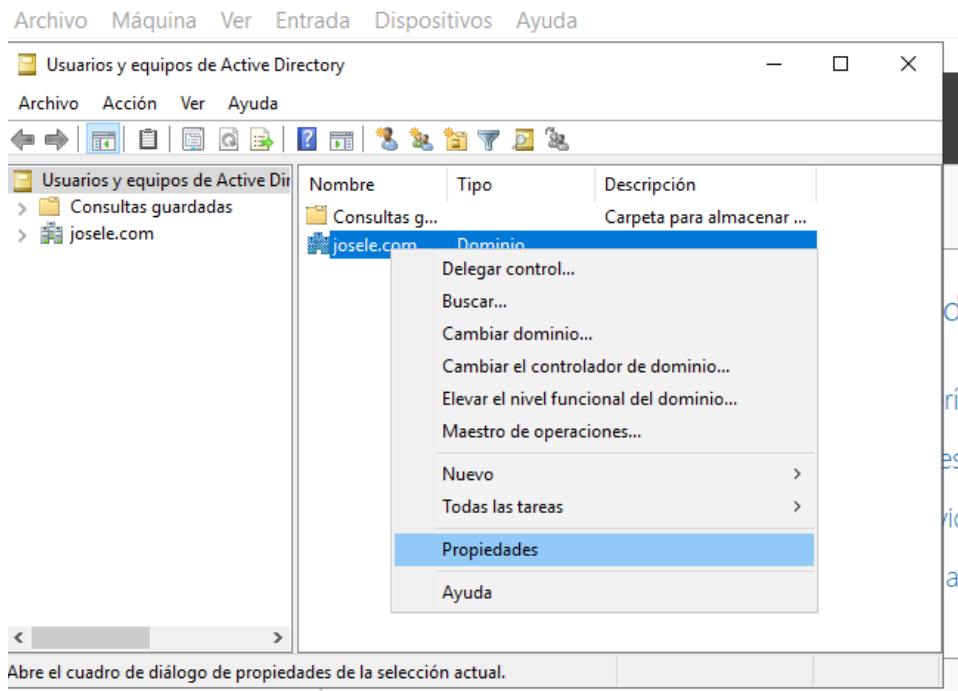 Archivo Máquina Ver Entrada Dispositivos Ayuda
Usuarios y equipos de Active Directory
Archivo Acción Ver Ayuda
Usuarios y equipos de Active Dir
Consultas guardadas
josele.com
Nombre Tipo Descripción
Consultas g... Carpeta para almacenar ...
josele.com Dominio
Delegar control...
Buscar...
Cambiar dominio...
Cambiar el controlador de dominio...
Elevar el nivel funcional del dominio...
Maestro de operaciones...
Nuevo
Todas las tareas
Propiedades
Ayuda
Abre el cuadro de diálogo de propiedades de la selección actual.